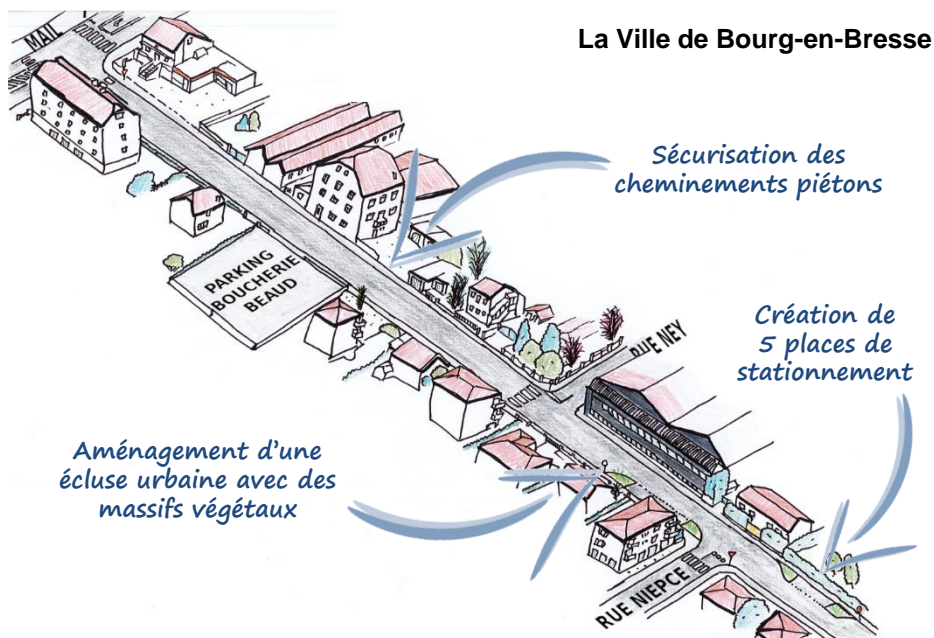 La Ville de Bourg-en-Bresse
MAIL
Sécurisation des
cheminements piétons
PARKING
BOUCHERIE
BEAUD
Création de
5 places de
stationnement
RUE NEY
Aménagement d'une
écluse urbaine avec des
massifs végétaux
RUE NIEPCE